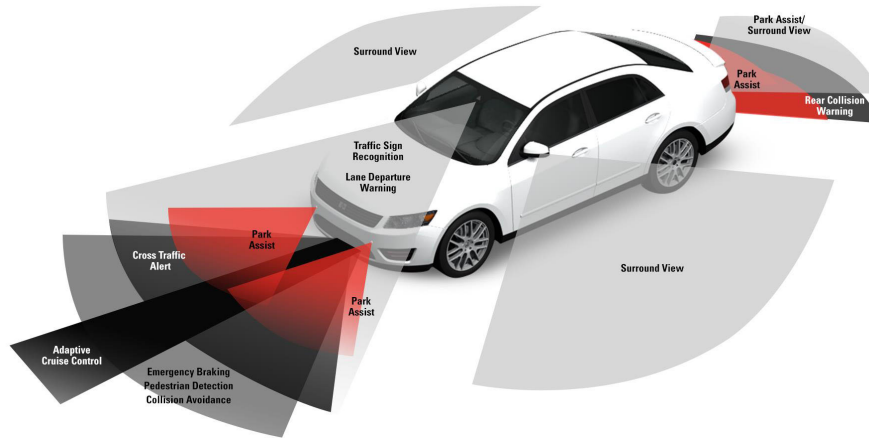 Surround View
Park Assist/
Surround View
Park
Assist
Rear Collision
Warning
Traffic Sign
Recognition
Lane Departure
Warning
Park
Assist
Cross Traffic
Alert
Surround View
Park
Assist
Adaptive
Cruise Control
Emergency Braking
Pedestrian Detection
Collision Avoidance